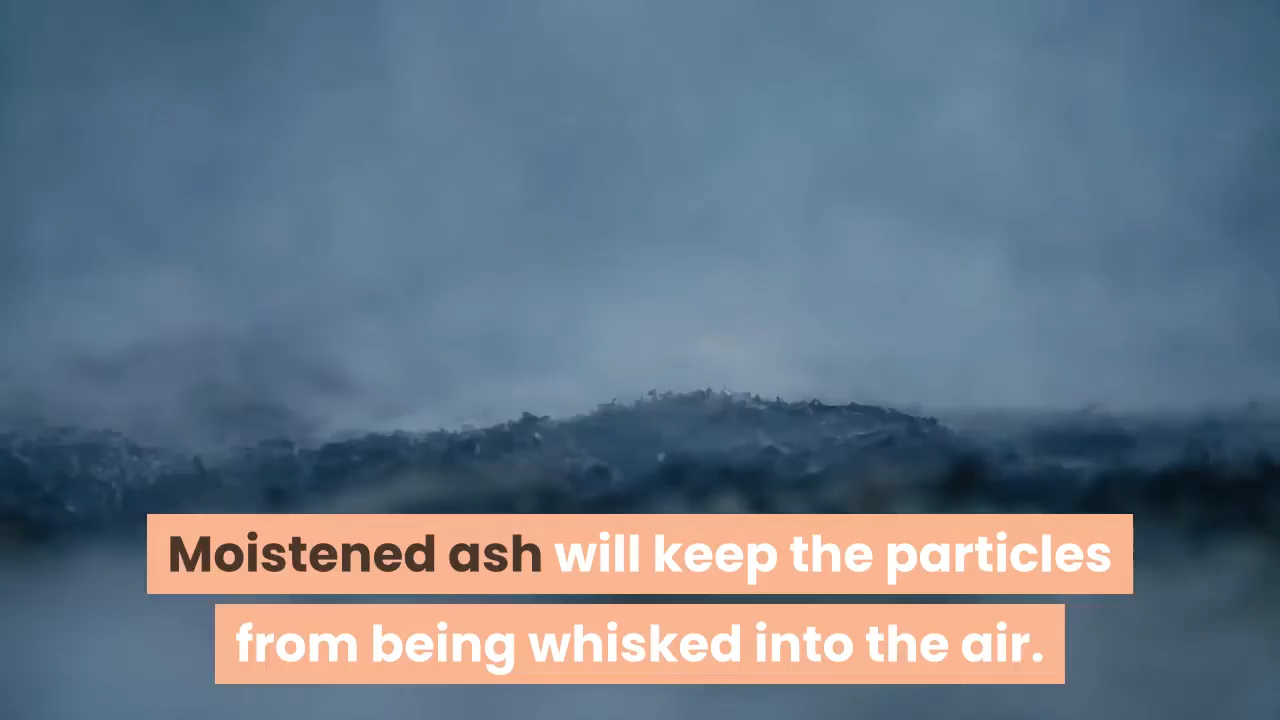 Moistened ash will keep the particles
from being whisked into the air.